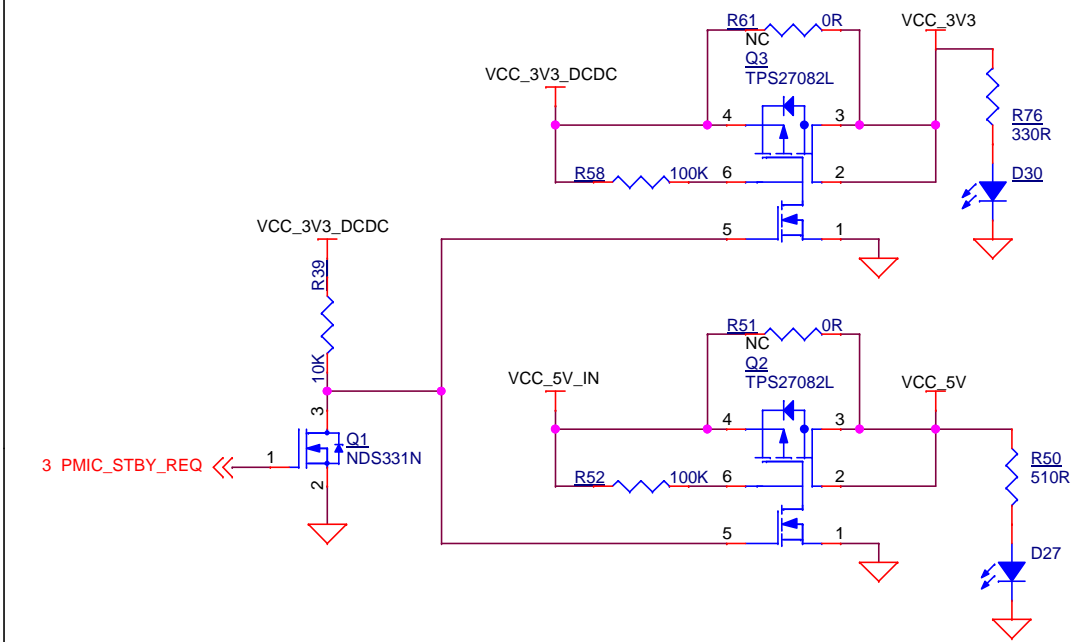 R61 0R
NC
Q3
TPS27082L
VCC_3V3
VCC_3V3_DCDC
4 3
R76
330R
R58 100K 6 2
D30
VCC_3V3_DCDC
5 1
R39
10K
R51 0R
NC
Q2
TPS27082L
VCC_5V_IN
VCC_5V
4 3
3
Q1
NDS331N
3 PMIC_STBY_REQ 1
2
R52 100K 6 2
R50
510R
5 1
D27